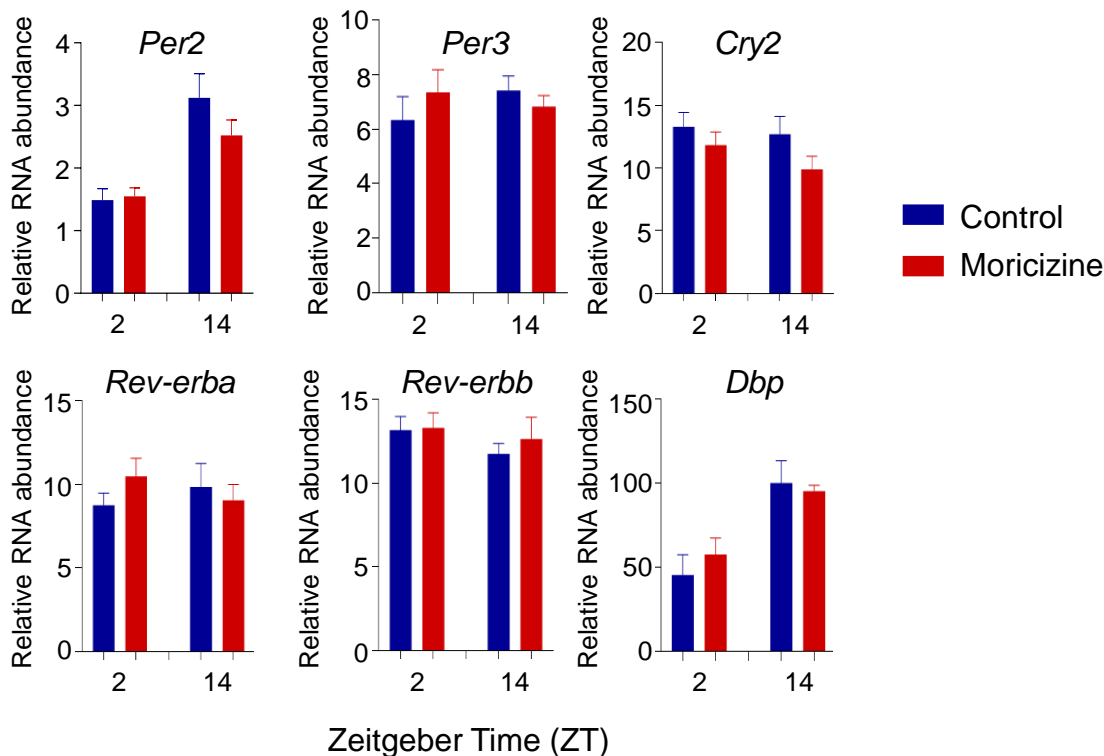 Per2
Relative RNA abundance
4
3
2
1
0
2 14
Per3
Relative RNA abundance
10
8
6
4
2
0
2 14
Cry2
Relative RNA abundance
20
15
10
5
0
2 14
Control
Moricizine
Rev-erba
Relative RNA abundance
15
10
5
0
2 14
Rev-erbb
Relative RNA abundance
15
10
5
0
2 14
Dbp
Relative RNA abundance
150
100
50
0
2 14
Zeitgeber Time (ZT)